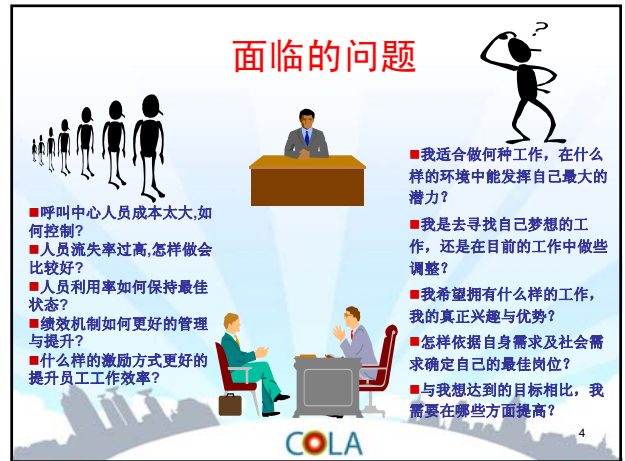 面临的问题
?
■呼叫中心人员成本太大,如
何控制?
■人员流失率过高,怎样做会
比较好?
■人员利用率如何保持最佳
状态?
■绩效机制如何更好的管理
与提升?
■什么样的激励方式更好的
提升员工工作效率?
■我适合做何种工作，在什么
样的环境中能发挥自己最大的
潜力？
■我是去寻找自己梦想的工
作，还是在目前的工作中做些
调整？
■我希望拥有什么样的工作，
我的真正兴趣与优势？
■怎样依据自身需求及社会需
求确定自己的最佳岗位？
■与我想达到的目标相比，我
需要在哪些方面提高？
4
COLA